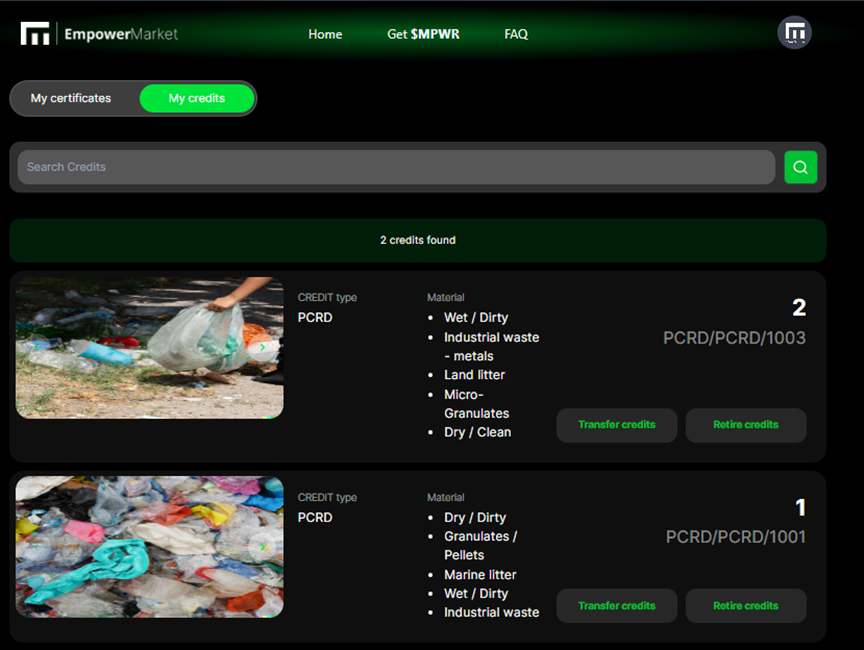 EmpowerMarket
Home
Get $MPWR
FAQ
My certificates
My credits
Search Credits
2 credits found
CREDIT type
PCRD
Material
Wet / Dirty
Industrial waste
- metals
Land litter
Micro-
Granulates
Dry / Clean
2
PCRD/PCRD/1003
Transfer credits
Retire credits
CREDIT type
PCRD
Material
Dry / Dirty
Granulates /
Pellets
Marine litter
Wet / Dirty
Industrial waste
1
PCRD/PCRD/1001
Transfer credits
Retire credits